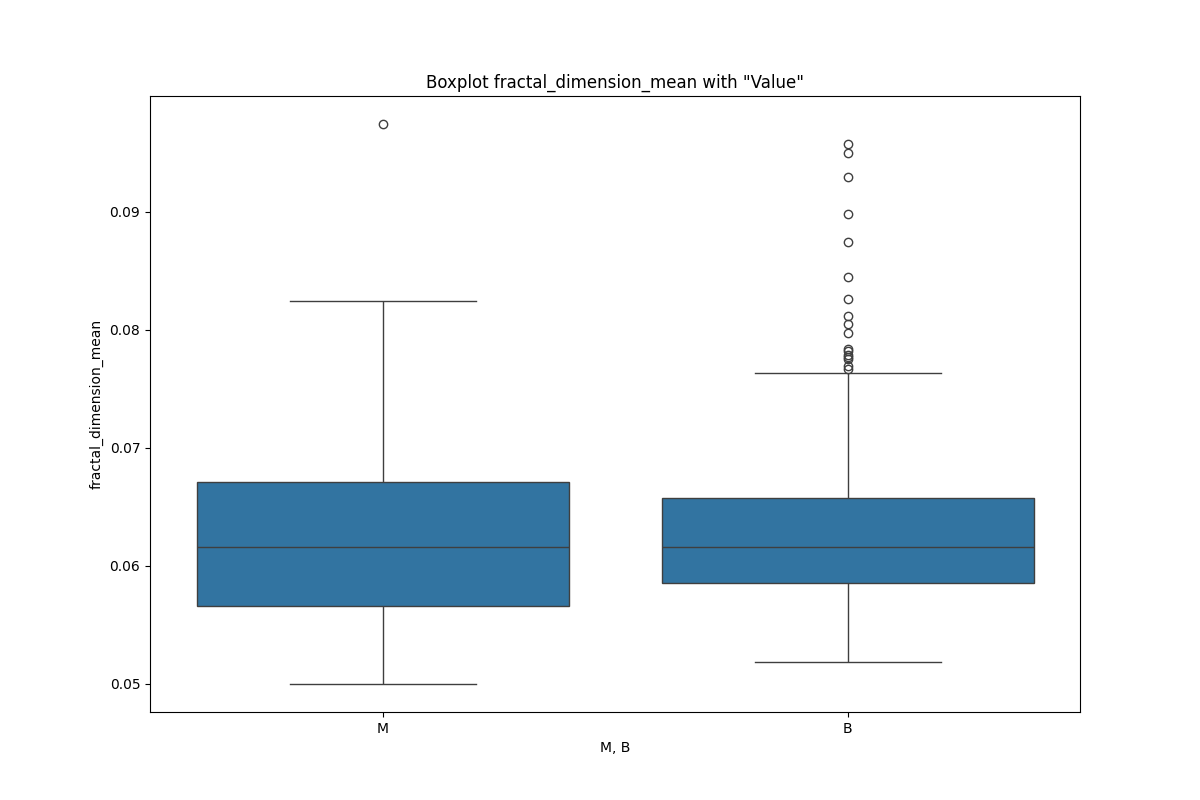 Boxplot fractal_dimension_mean with "Value"
fractal_dimension_mean
0.09
0.08
0.07
0.06
0.05
M
B
M, B